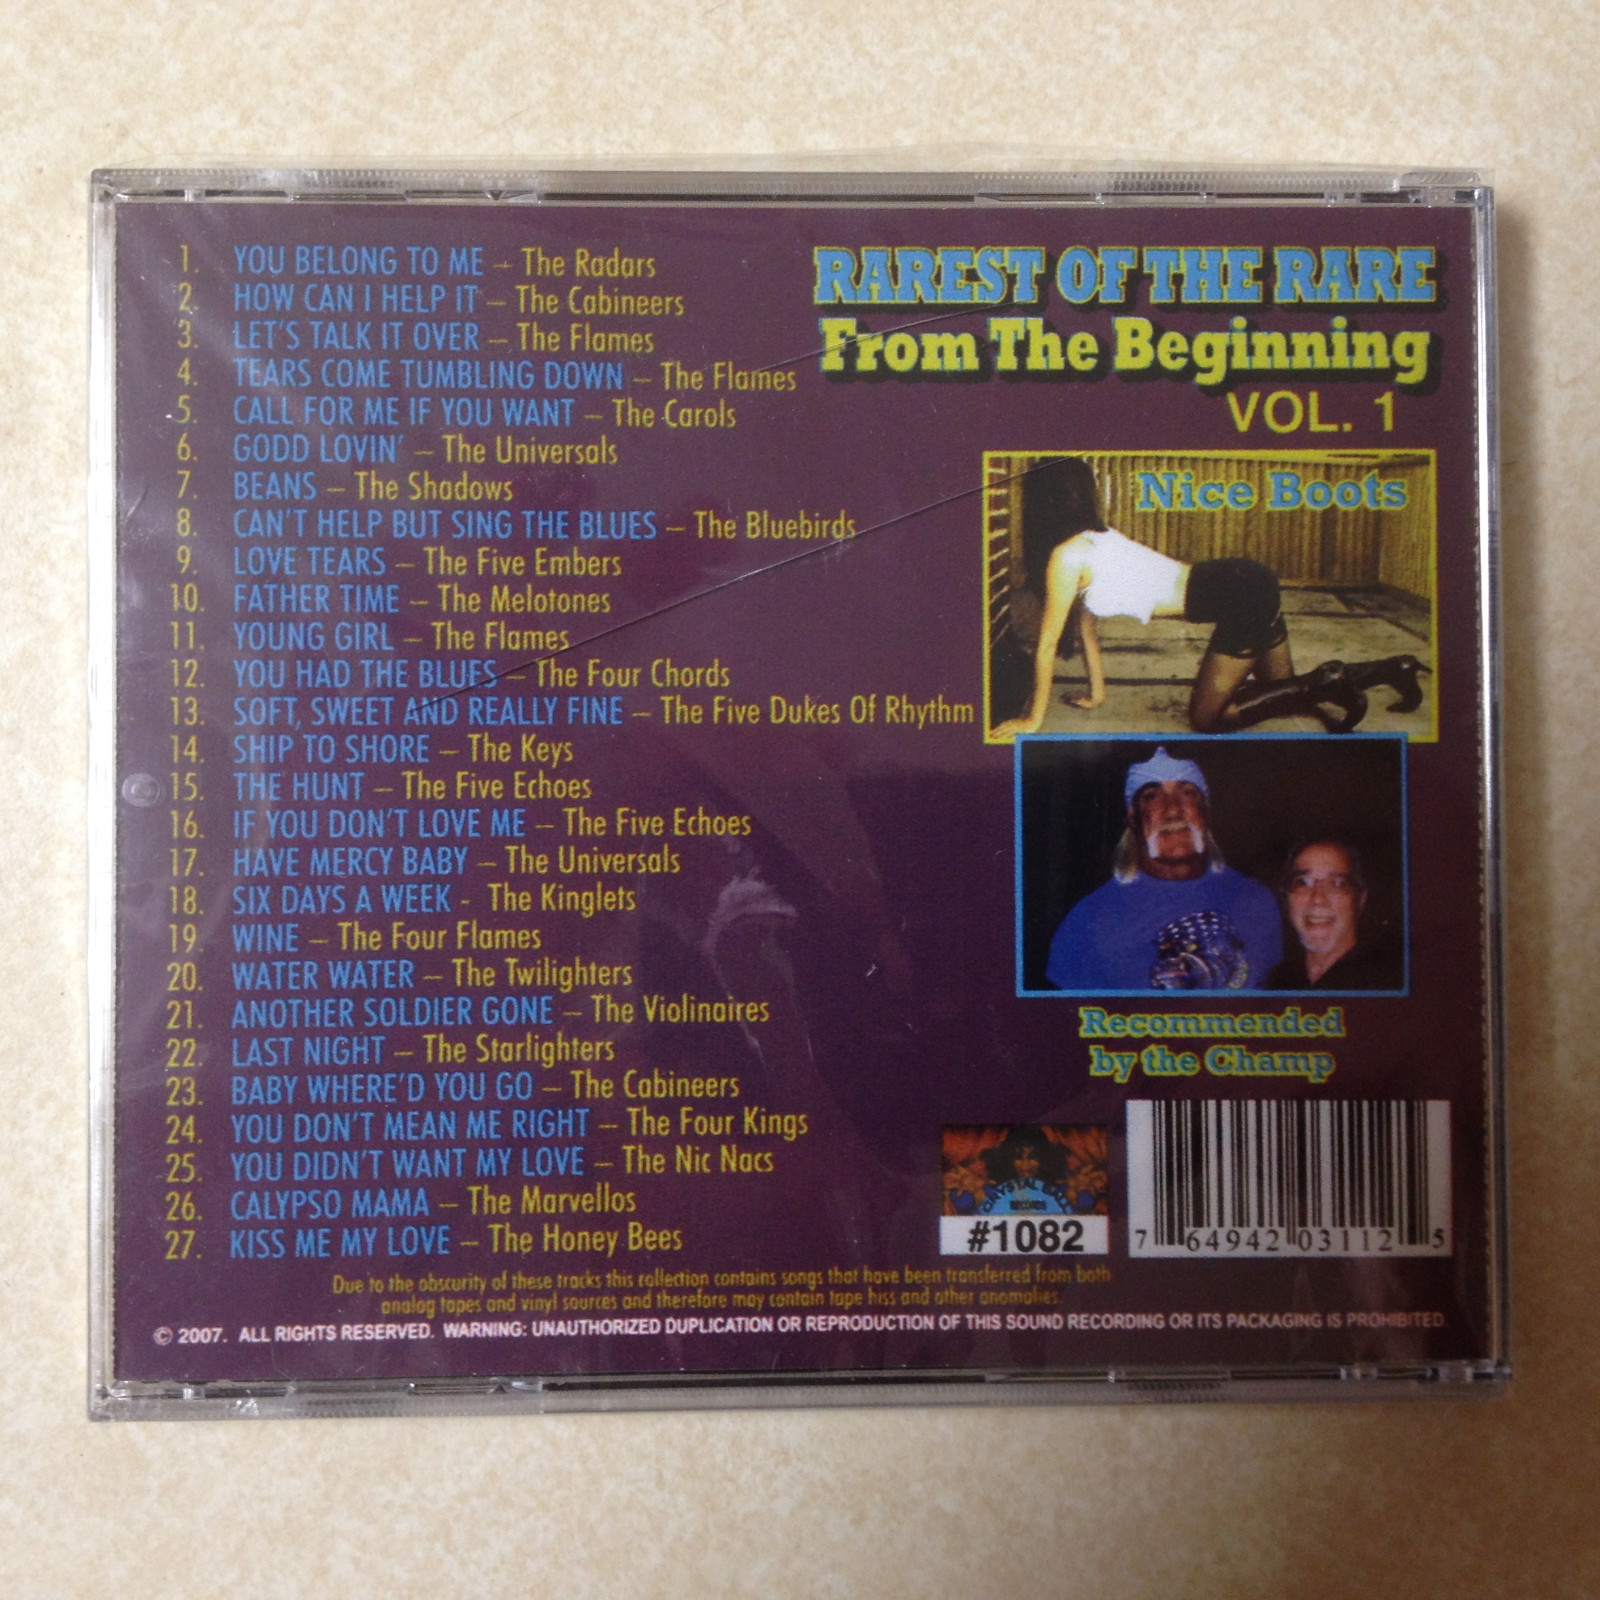 1. YOU BELONG TO ME – The Radars
2. HOW CAN I HELP IT – The Cabineers
3. LET'S TALK IT OVER – The Flames
4. TEARS COME TUMBLING DOWN – The Flames
5. CALL FOR ME IF YOU WANT – The Carols
6. GODD LOVIN' – The Universals
7. BEANS – The Shadows
8. CAN'T HELP BUT SING THE BLUES – The Bluebirds
9. LOVE TEARS – The Five Embers
10. FATHER TIME – The Melotones
11. YOUNG GIRL – The Flames
12. YOU HAD THE BLUES – The Four Chords
13. SOFT, SWEET AND REALLY FINE – The Five Dukes Of Rhythm
14. SHIP TO SHORE – The Keys
15. THE HUNT – The Five Echoes
16. IF YOU DON'T LOVE ME – The Five Echoes
17. HAVE MERCY BABY – The Universals
18. SIX DAYS A WEEK - The Kinglets
19. WINE – The Four Flames
20. WATER WATER – The Twilighters
21. ANOTHER SOLDIER GONE – The Violinaires
22. LAST NIGHT – The Starlighters
23. BABY WHERE'D YOU GO – The Cabineers
24. YOU DON'T MEAN ME RIGHT – The Four Kings
25. YOU DIDN'T WANT MY LOVE – The Nic Nacs
26. CALYPSO MAMA – The Marvellos
27. KISS ME MY LOVE – The Honey Bees
RAREST OF THE RARE
From The Beginning
VOL. 1
Nice Boots
Recommended
by the Champ
CRYSTAL BALL
RECORDS
#1082
7 64942 03112 5
Due to the obscurity of these tracks this collection contains songs that have been transferred from both
analog tapes and vinyl sources and therefore may contain tape hiss and other anomalies.
© 2007. ALL RIGHTS RESERVED. WARNING: UNAUTHORIZED DUPLICATION OR REPRODUCTION OF THIS SOUND RECORDING OR ITS PACKAGING IS PROHIBITED.